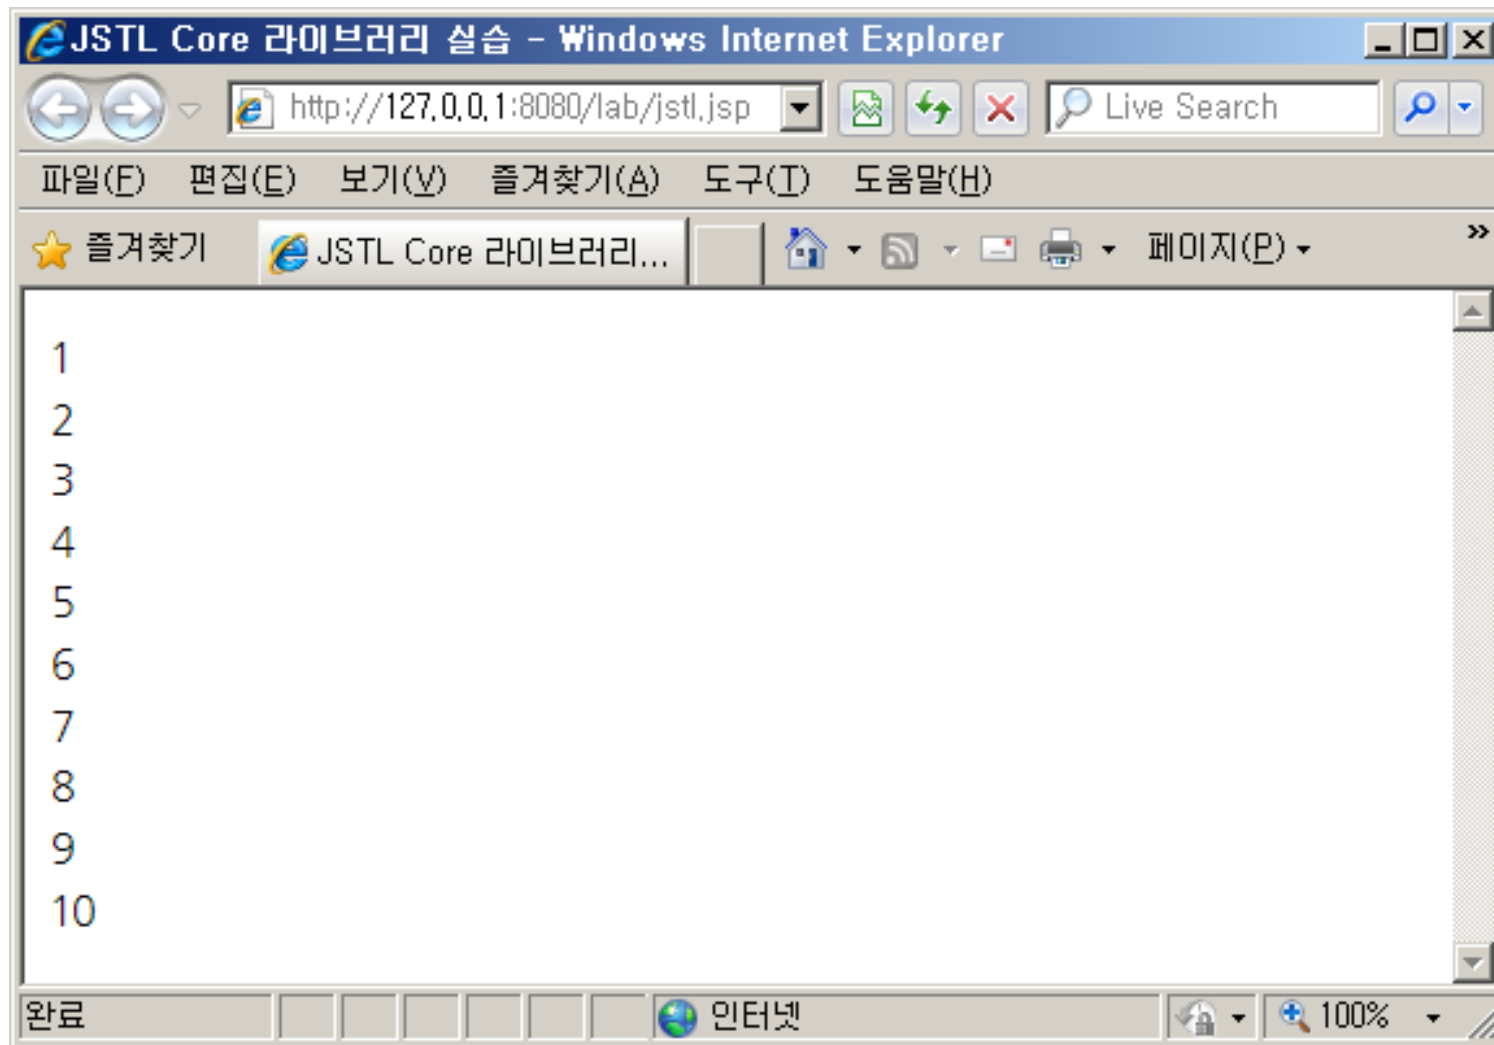 JSTL Core 라이브러리 실습 - Windows Internet Explorer
http://127.0.0.1:8080/lab/jstl.jsp Live Search
파일(F) 편집(E) 보기(V) 즐겨찾기(A) 도구(T) 도움말(H)
즐겨찾기 JSTL Core 라이브러리... 페이지(P) »
1
2
3
4
5
6
7
8
9
10
완료 인터넷 100%